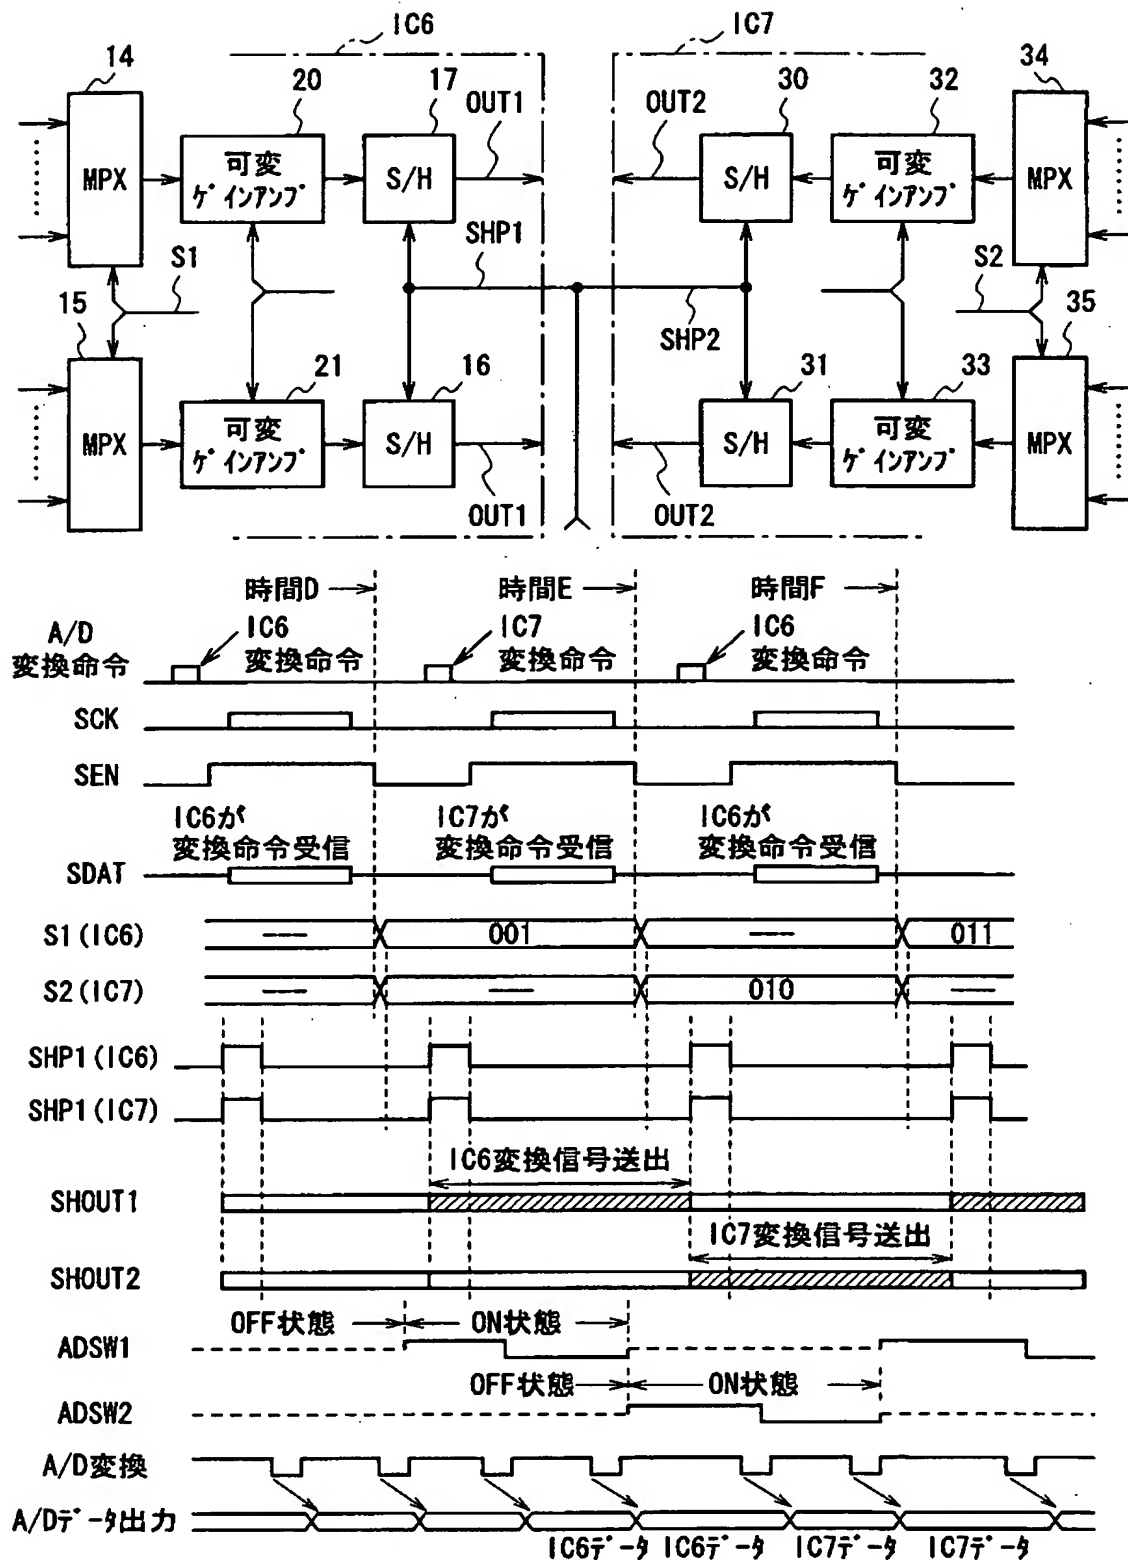 IC6 IC7
14 20 17 OUT1 OUT2 30 32 34
MPX 可変 S/H S/H 可変 MPX
ゲインアンプ ゲインアンプ
S1 SHP1 S2
15 SHP2 35
21 16 31 33
MPX 可変 S/H S/H 可変 MPX
ゲインアンプ ゲインアンプ
OUT1 OUT2
時間D 時間E 時間F
A/D IC6 IC7 IC6
変換命令 変換命令 変換命令 変換命令
SCK
SEN
IC6が IC7が IC6が
変換命令受信 変換命令受信 変換命令受信
SDAT
S1(IC6) — 001 — 011
S2(IC7) — — 010 —
SHP1(IC6)
SHP1(IC7)
IC6変換信号送出
SHOUT1
IC7変換信号送出
SHOUT2
OFF状態 ON状態
ADSW1
OFF状態 ON状態
ADSW2
A/D変換
A/Dデータ出力
IC6データ IC6データ IC7データ IC7データ